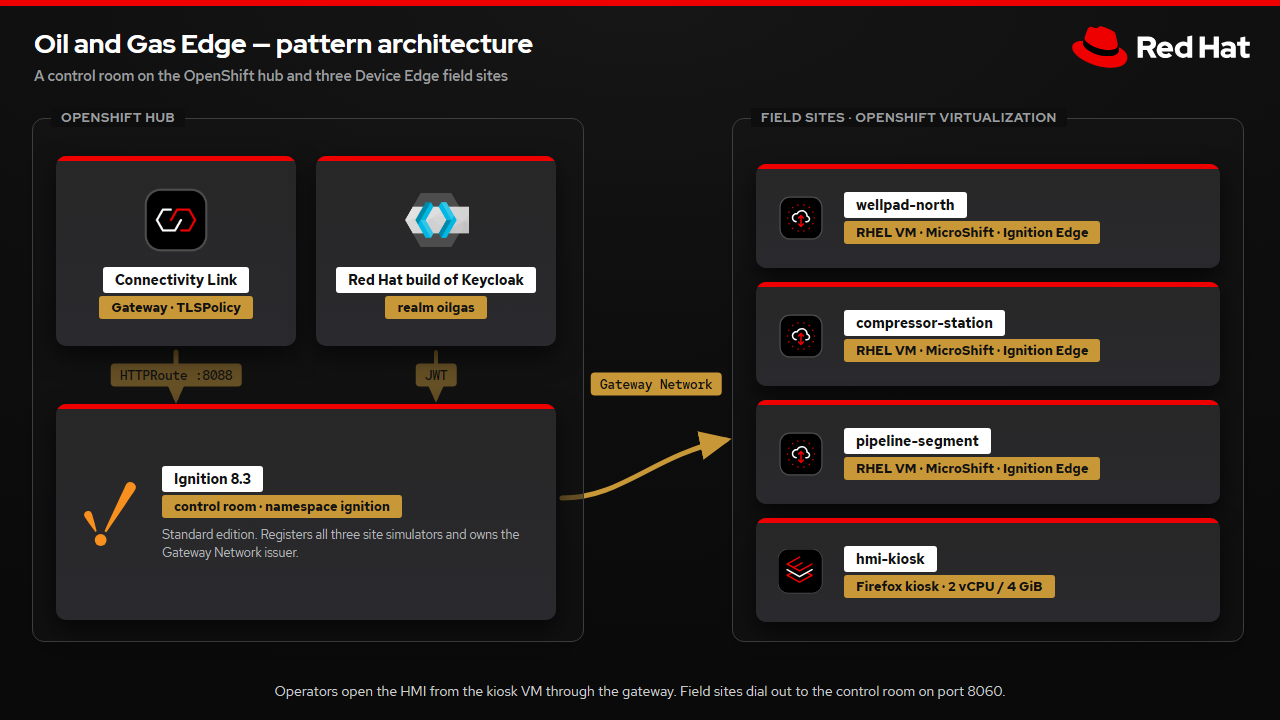 Oil and Gas Edge — pattern architecture
A control room on the OpenShift hub and three Device Edge field sites
Red Hat
OPENSHIFT HUB
Connectivity Link
Gateway · TLSPolicy
Red Hat build of Keycloak
realm oilgas
HTTPRoute :8088
JWT
Ignition 8.3
control room · namespace ignition
Standard edition. Registers all three site simulators and owns the
Gateway Network issuer.
Gateway Network
FIELD SITES · OPENSHIFT VIRTUALIZATION
wellpad-north
RHEL VM · MicroShift · Ignition Edge
compressor-station
RHEL VM · MicroShift · Ignition Edge
pipeline-segment
RHEL VM · MicroShift · Ignition Edge
hmi-kiosk
Firefox kiosk · 2 vCPU / 4 GiB
Operators open the HMI from the kiosk VM through the gateway. Field sites dial out to the control room on port 8060.